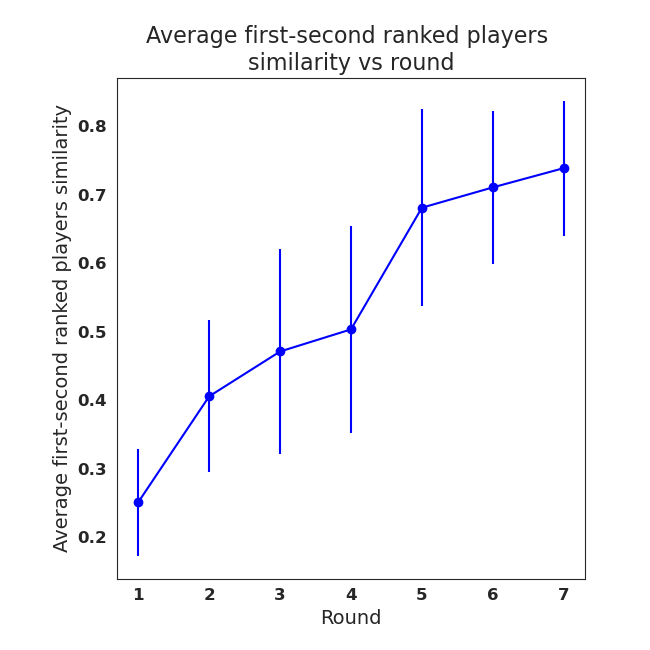 Average first-second ranked players
similarity vs round
Average first-second ranked players similarity
0.8
0.7
0.6
0.5
0.4
0.3
0.2
1 2 3 4 5 6 7
Round